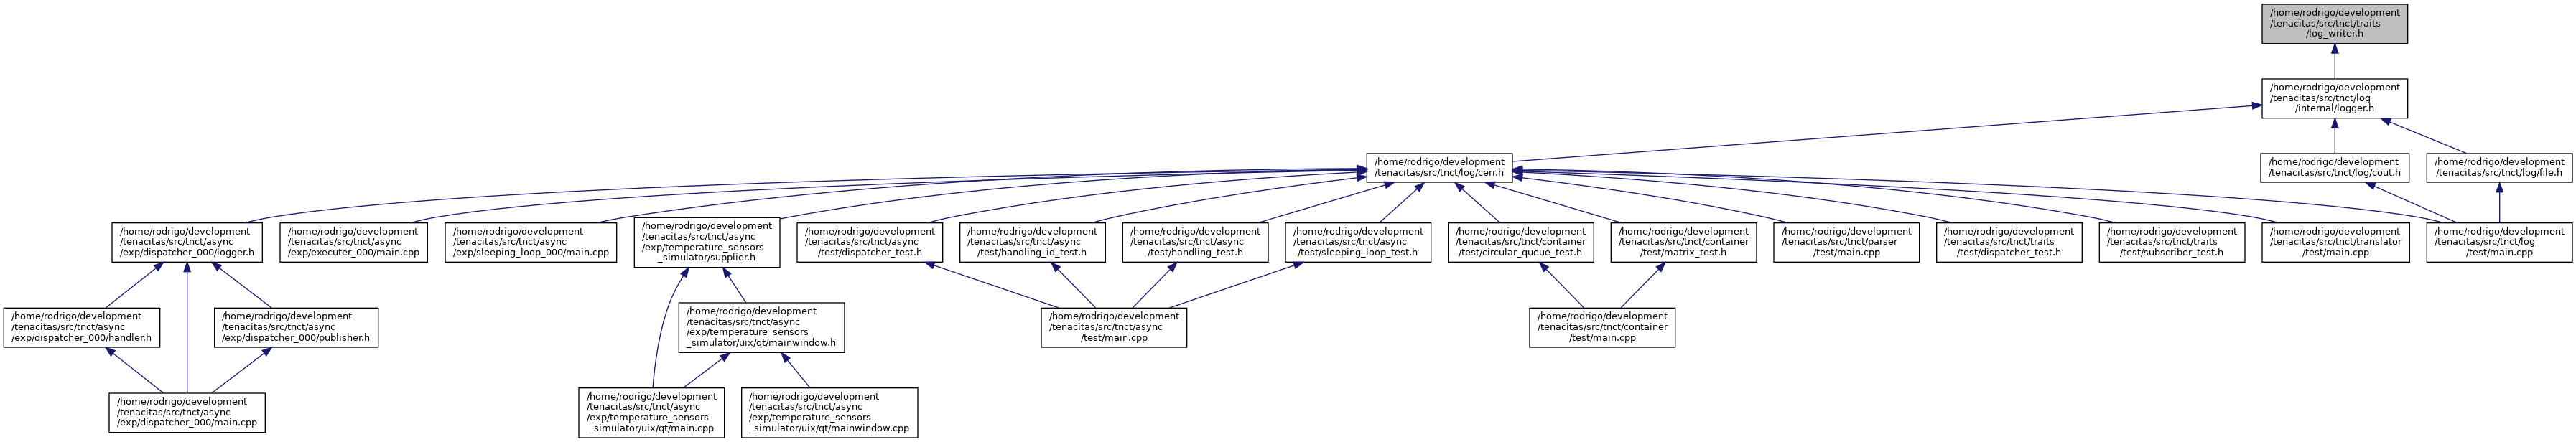 /home/rodrigo/development
/tenacitas/src/tnct/traits
/log_writer.h
/home/rodrigo/development
/tenacitas/src/tnct/log
/internal/logger.h
/home/rodrigo/development
/tenacitas/src/tnct/log/cerr.h
/home/rodrigo/development
/tenacitas/src/tnct/log/cout.h
/home/rodrigo/development
/tenacitas/src/tnct/log/file.h
/home/rodrigo/development
/tenacitas/src/tnct/async
/exp/dispatcher_000/logger.h
/home/rodrigo/development
/tenacitas/src/tnct/async
/exp/executer_000/main.cpp
/home/rodrigo/development
/tenacitas/src/tnct/async
/exp/sleeping_loop_000/main.cpp
/home/rodrigo/development
/tenacitas/src/tnct/async
/exp/temperature_sensors
_simulator/supplier.h
/home/rodrigo/development
/tenacitas/src/tnct/async
/test/dispatcher_test.h
/home/rodrigo/development
/tenacitas/src/tnct/async
/test/handling_id_test.h
/home/rodrigo/development
/tenacitas/src/tnct/async
/test/handling_test.h
/home/rodrigo/development
/tenacitas/src/tnct/async
/test/sleeping_loop_test.h
/home/rodrigo/development
/tenacitas/src/tnct/container
/test/circular_queue_test.h
/home/rodrigo/development
/tenacitas/src/tnct/container
/test/matrix_test.h
/home/rodrigo/development
/tenacitas/src/tnct/parser
/test/main.cpp
/home/rodrigo/development
/tenacitas/src/tnct/traits
/test/dispatcher_test.h
/home/rodrigo/development
/tenacitas/src/tnct/traits
/test/subscriber_test.h
/home/rodrigo/development
/tenacitas/src/tnct/translator
/test/main.cpp
/home/rodrigo/development
/tenacitas/src/tnct/log
/test/main.cpp
/home/rodrigo/development
/tenacitas/src/tnct/async
/exp/dispatcher_000/handler.h
/home/rodrigo/development
/tenacitas/src/tnct/async
/exp/dispatcher_000/publisher.h
/home/rodrigo/development
/tenacitas/src/tnct/async
/exp/temperature_sensors
_simulator/uix/qt/mainwindow.h
/home/rodrigo/development
/tenacitas/src/tnct/async
/test/main.cpp
/home/rodrigo/development
/tenacitas/src/tnct/container
/test/main.cpp
/home/rodrigo/development
/tenacitas/src/tnct/async
/exp/dispatcher_000/main.cpp
/home/rodrigo/development
/tenacitas/src/tnct/async
/exp/temperature_sensors
_simulator/uix/qt/main.cpp
/home/rodrigo/development
/tenacitas/src/tnct/async
/exp/temperature_sensors
_simulator/uix/qt/mainwindow.cpp